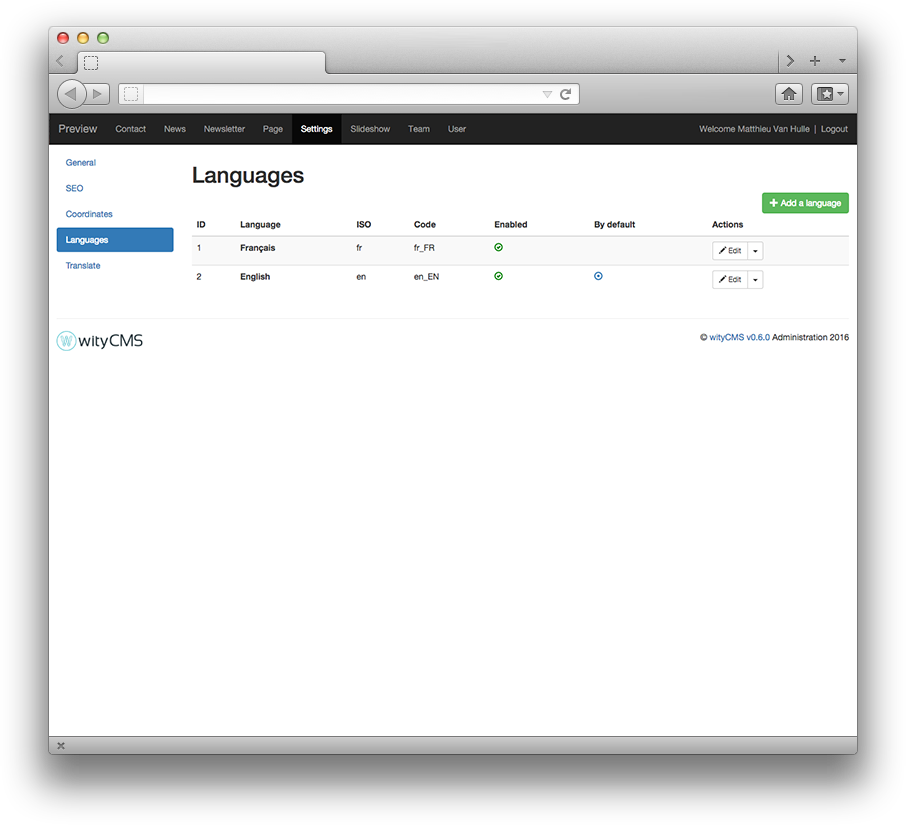 Preview Contact News Newsletter Page Settings Slideshow Team User Welcome Matthieu Van Hulle | Logout
General
SEO
Coordinates
Languages
Translate
Languages
+ Add a language
ID Language ISO Code Enabled By default Actions
1 Français fr fr_FR Edit
2 English en en_EN Edit
W wityCMS
© wityCMS v0.6.0 Administration 2016